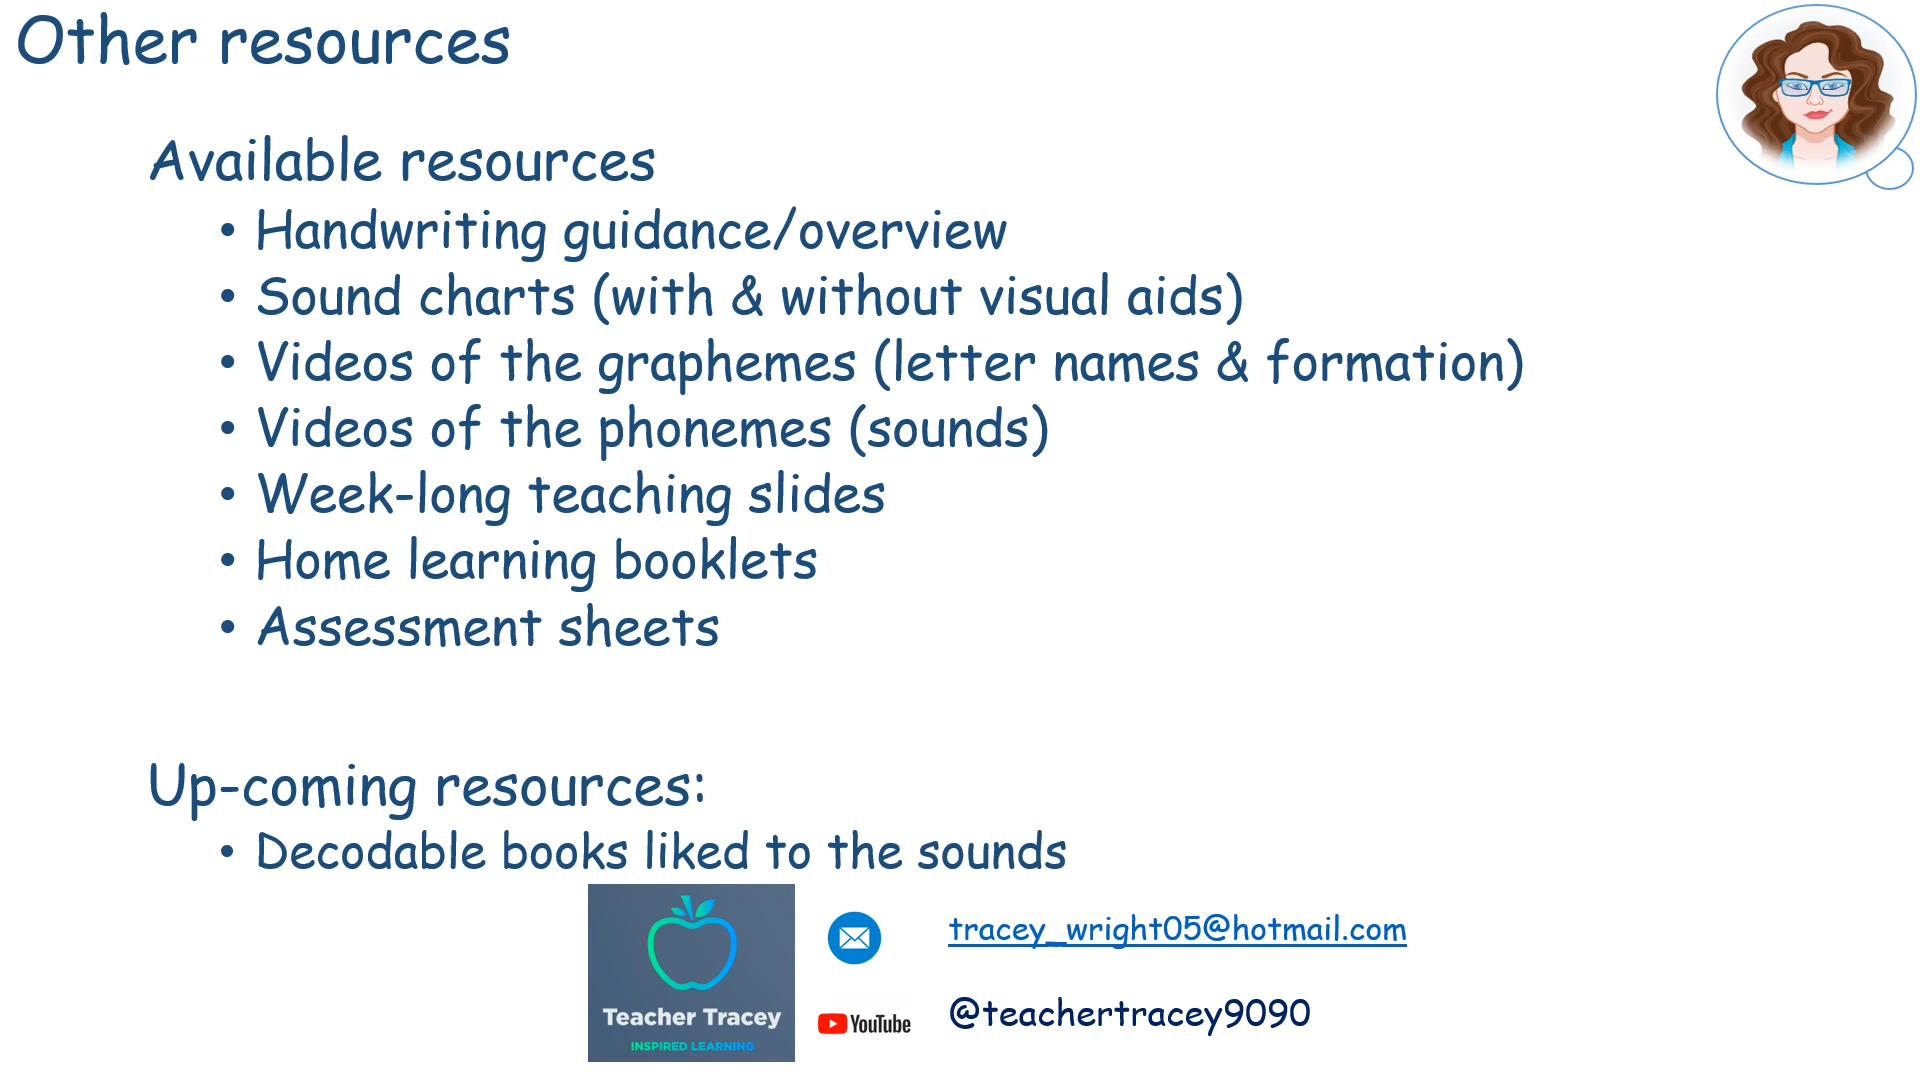 Other resources
Available resources
• Handwriting guidance/overview
• Sound charts (with & without visual aids)
• Videos of the graphemes (letter names & formation)
• Videos of the phonemes (sounds)
• Week-long teaching slides
• Home learning booklets
• Assessment sheets
Up-coming resources:
• Decodable books liked to the sounds
Teacher Tracey
INSPIRED LEARNING
tracey_wright05@hotmail.com
YouTube
@teachertracey9090